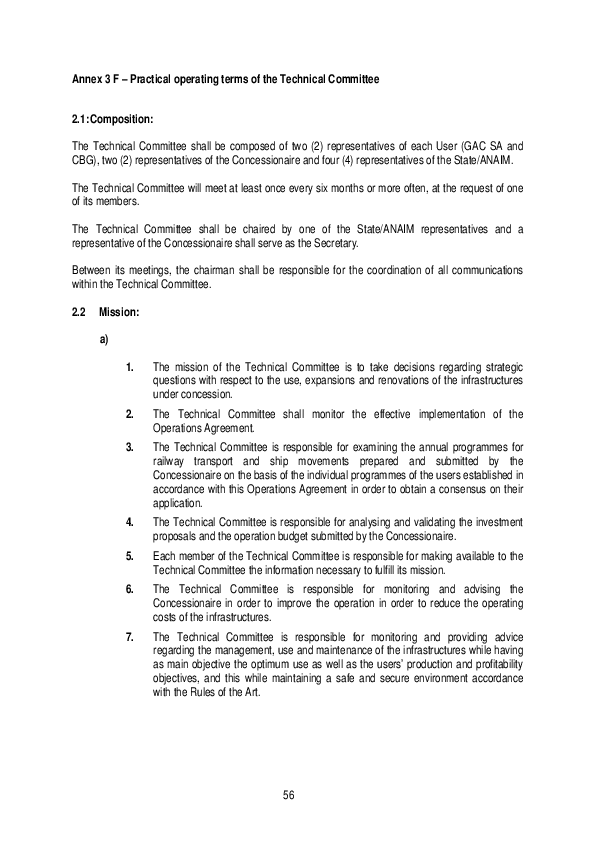 Annex 3 F – Practical operating terms of the Technical Committee
2.1:Composition:
The Technical Committee shall be composed of two (2) representatives of each User (GAC SA and
CBG), two (2) representatives of the Concessionaire and four (4) representatives of the State/ANAIM.
The Technical Committee will meet at least once every six months or more often, at the request of one
of its members.
The Technical Committee shall be chaired by one of the State/ANAIM representatives and a
representative of the Concessionaire shall serve as the Secretary.
Between its meetings, the chairman shall be responsible for the coordination of all communications
within the Technical Committee.
2.2 Mission:
a)
1. The mission of the Technical Committee is to take decisions regarding strategic
questions with respect to the use, expansions and renovations of the infrastructures
under concession.
2. The Technical Committee shall monitor the effective implementation of the
Operations Agreement.
3. The Technical Committee is responsible for examining the annual programmes for
railway transport and ship movements prepared and submitted by the
Concessionaire on the basis of the individual programmes of the users established in
accordance with this Operations Agreement in order to obtain a consensus on their
application.
4. The Technical Committee is responsible for analysing and validating the investment
proposals and the operation budget submitted by the Concessionaire.
5. Each member of the Technical Committee is responsible for making available to the
Technical Committee the information necessary to fulfill its mission.
6. The Technical Committee is responsible for monitoring and advising the
Concessionaire in order to improve the operation in order to reduce the operating
costs of the infrastructures.
7. The Technical Committee is responsible for monitoring and providing advice
regarding the management, use and maintenance of the infrastructures while having
as main objective the optimum use as well as the users' production and profitability
objectives, and this while maintaining a safe and secure environment accordance
with the Rules of the Art.
56